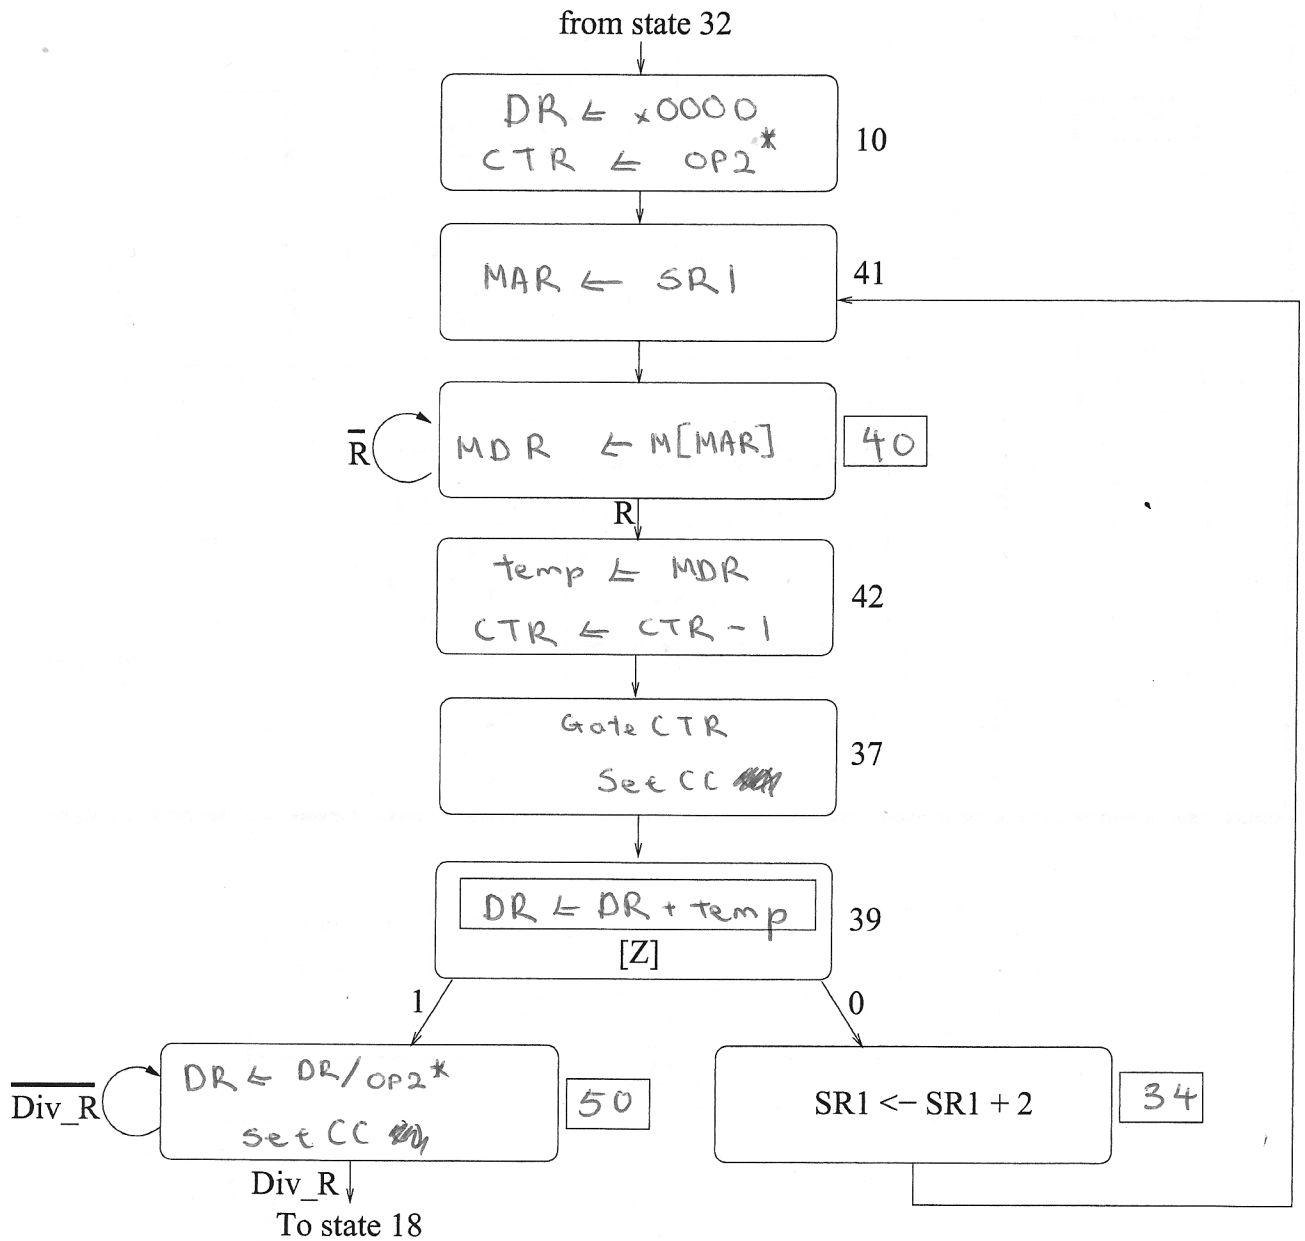 from state 32
DR ← x0000
CTR ← OP2*
10
MAR ← SR1
41
R
MDR ← M[MAR]
40
R
temp ← MDR
CTR ← CTR - 1
42
Gate CTR
Set CC
37
DR ← DR + temp
[Z]
39
1
0
Div_R
DR ← DR/OP2*
set CC
50
SR1 <– SR1 + 2
34
Div_R
To state 18